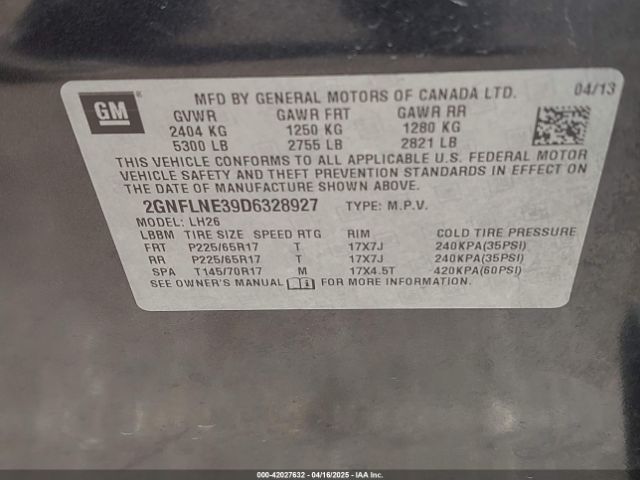 GM ®
MFD BY GENERAL MOTORS OF CANADA LTD. 04/13
GVWR GAWR FRT GAWR RR
2404 KG 1250 KG 1280 KG
5300 LB 2755 LB 2821 LB
THIS VEHICLE CONFORMS TO ALL APPLICABLE U.S. FEDERAL MOTOR
VEHICLE SAFETY AND THEFT PREVENTION STANDARDS IN EFFECT ON
THE DATE OF MANUFACTURE SHOWN ABOVE.
2GNFLNE39D6328927 TYPE: M.P.V.
MODEL: LH26
LBBM TIRE SIZE SPEED RTG RIM COLD TIRE PRESSURE
FRT P225/65R17 T 17X7J 240KPA(35PSI)
RR P225/65R17 T 17X7J 240KPA(35PSI)
SPA T145/70R17 M 17X4.5T 420KPA(60PSI)
SEE OWNER'S MANUAL FOR MORE INFORMATION.
000-42027632 - 04/16/2025 - IAA Inc.